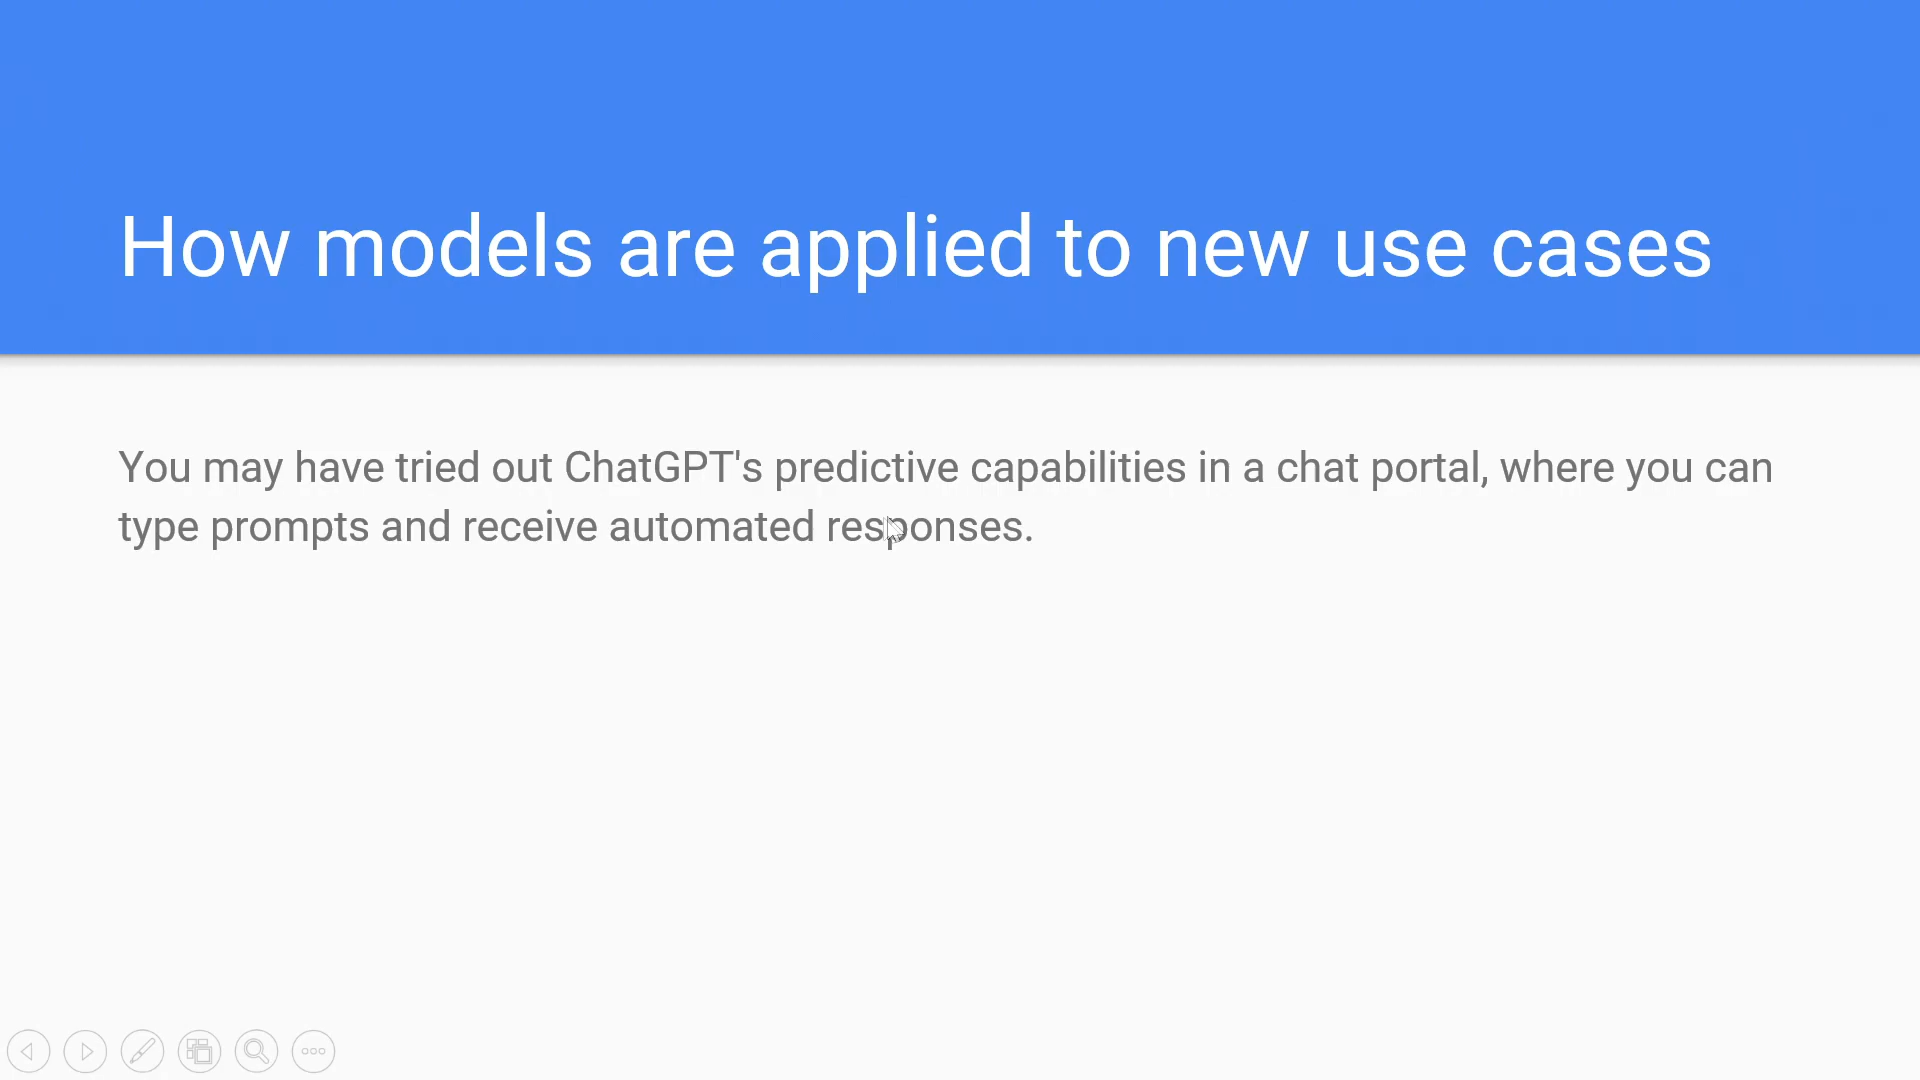 How models are applied to new use cases
You may have tried out ChatGPT's predictive capabilities in a chat portal, where you can
type prompts and receive automated responses.